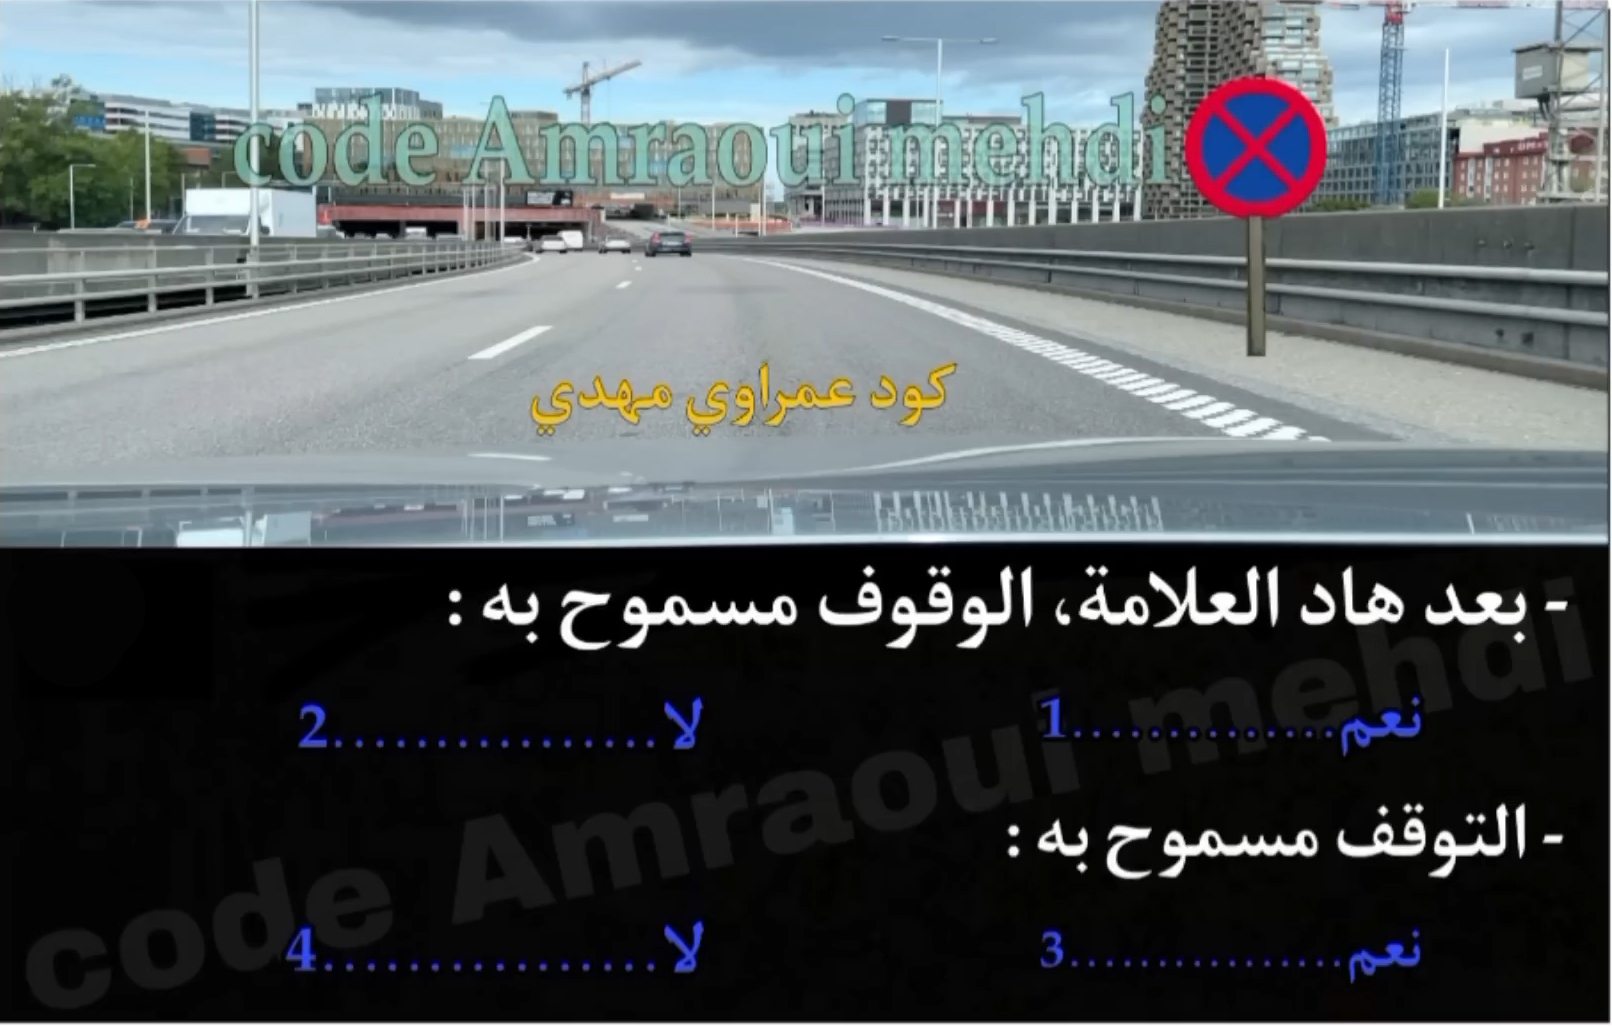 code Amraoui mehdi
كود عمراوي مهدي
- بعد هاد العلامة، الوقوف مسموح به :
نعم..............1 لا................2
- التوقف مسموح به :
نعم................3 لا.................4
code Amraoui mehdi